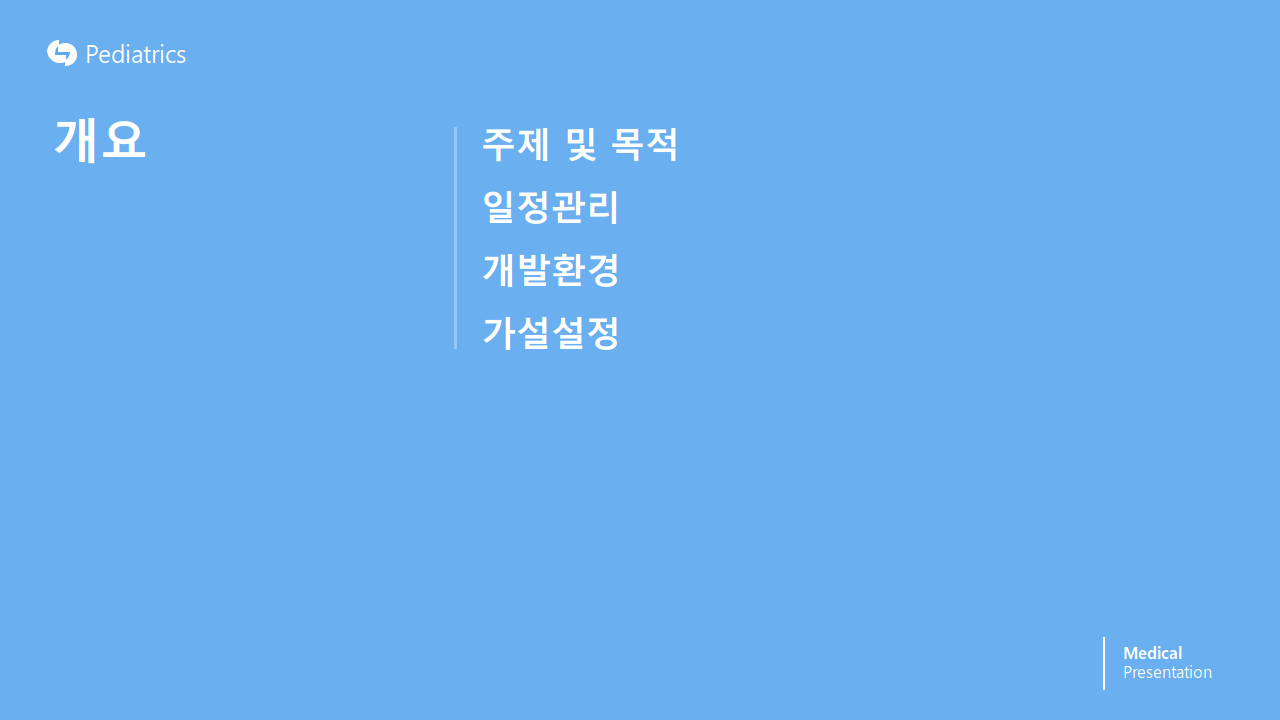 Pediatrics
개요
주제 및 목적
일정관리
개발환경
가설설정
Medical
Presentation